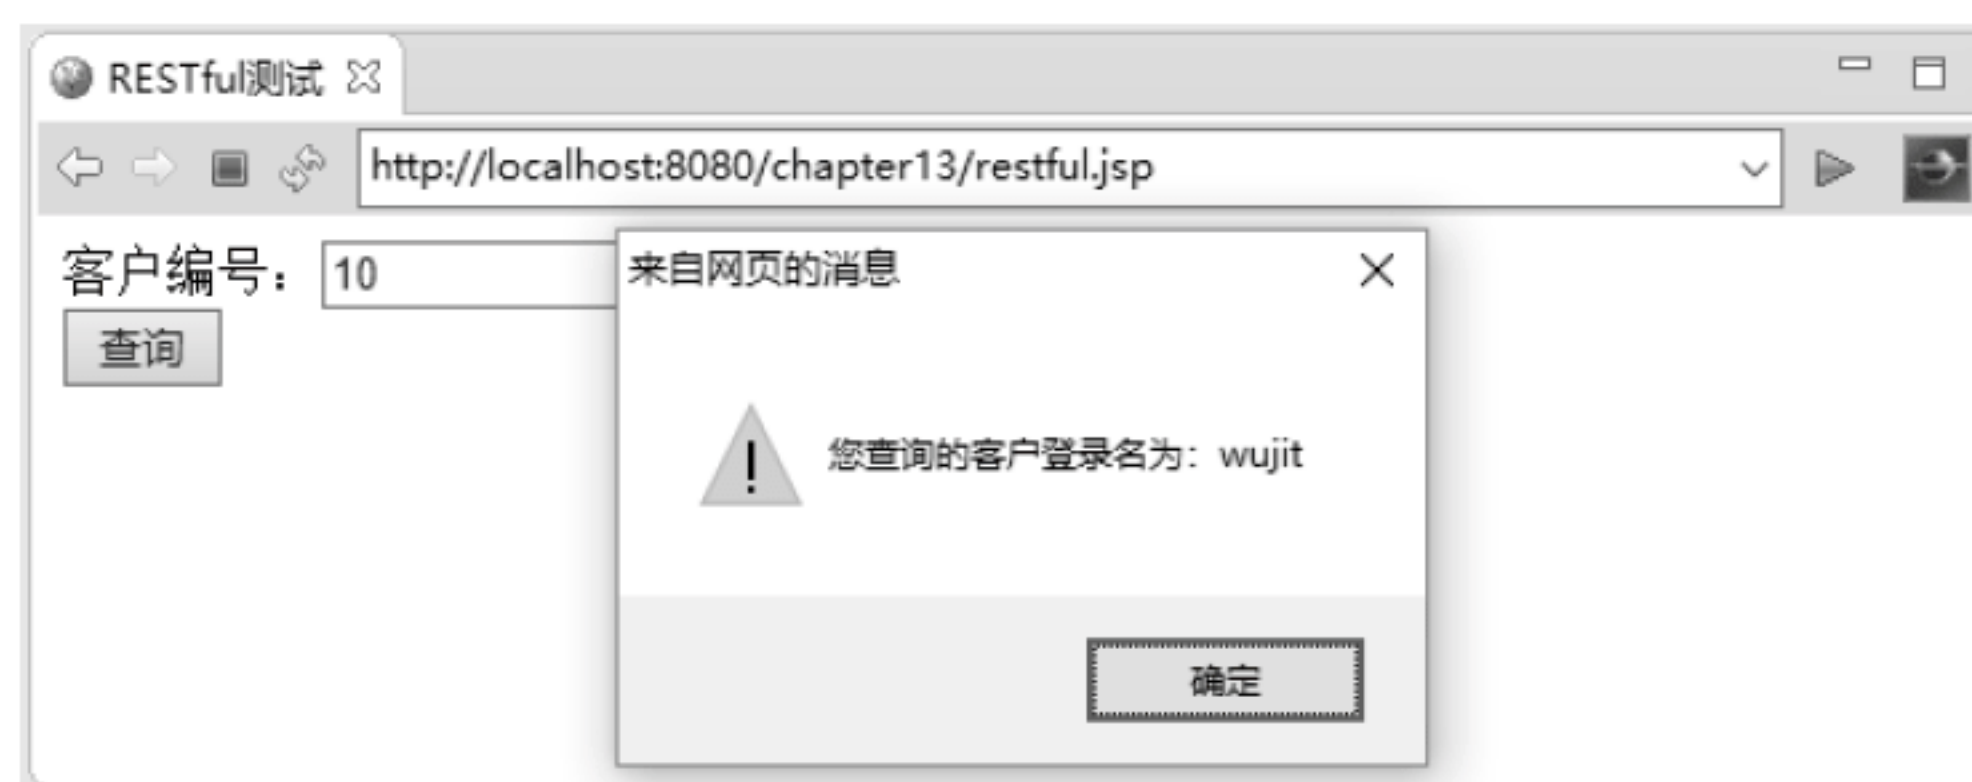 RESTful测试
http://localhost:8080/chapter13/restful.jsp
客户编号：10
来自网页的消息
查询
您查询的客户登录名为：wujit
确定